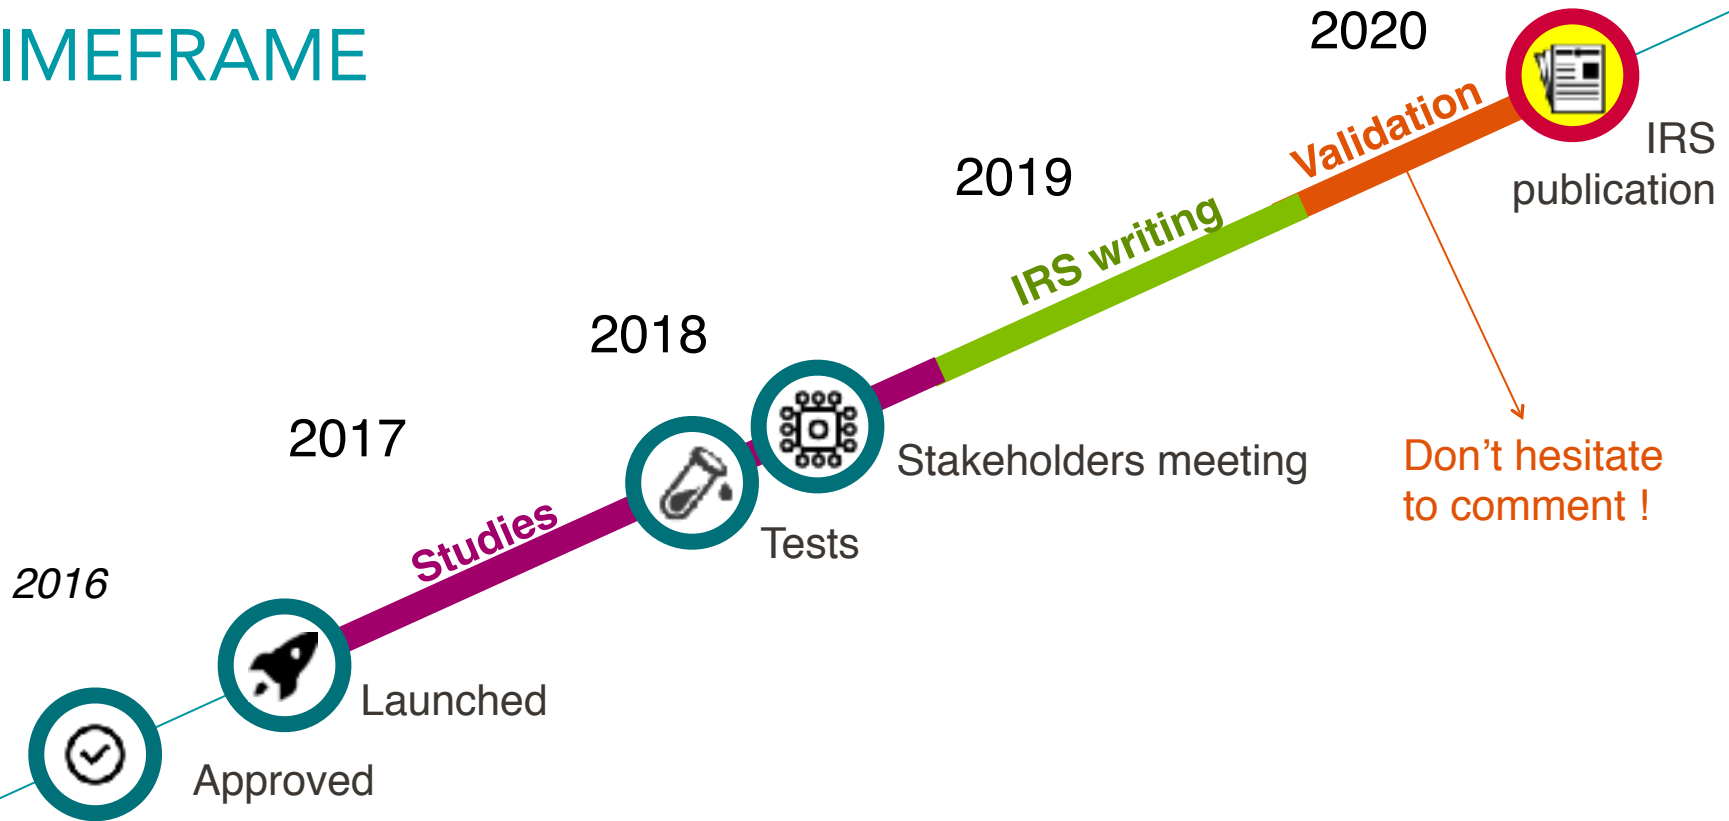 IMEFRAME
2020
IRS
publication
Validation
2019
IRS writing
2018
Stakeholders meeting
Don't hesitate
to comment !
2017
Studies
Tests
2016
Launched
Approved